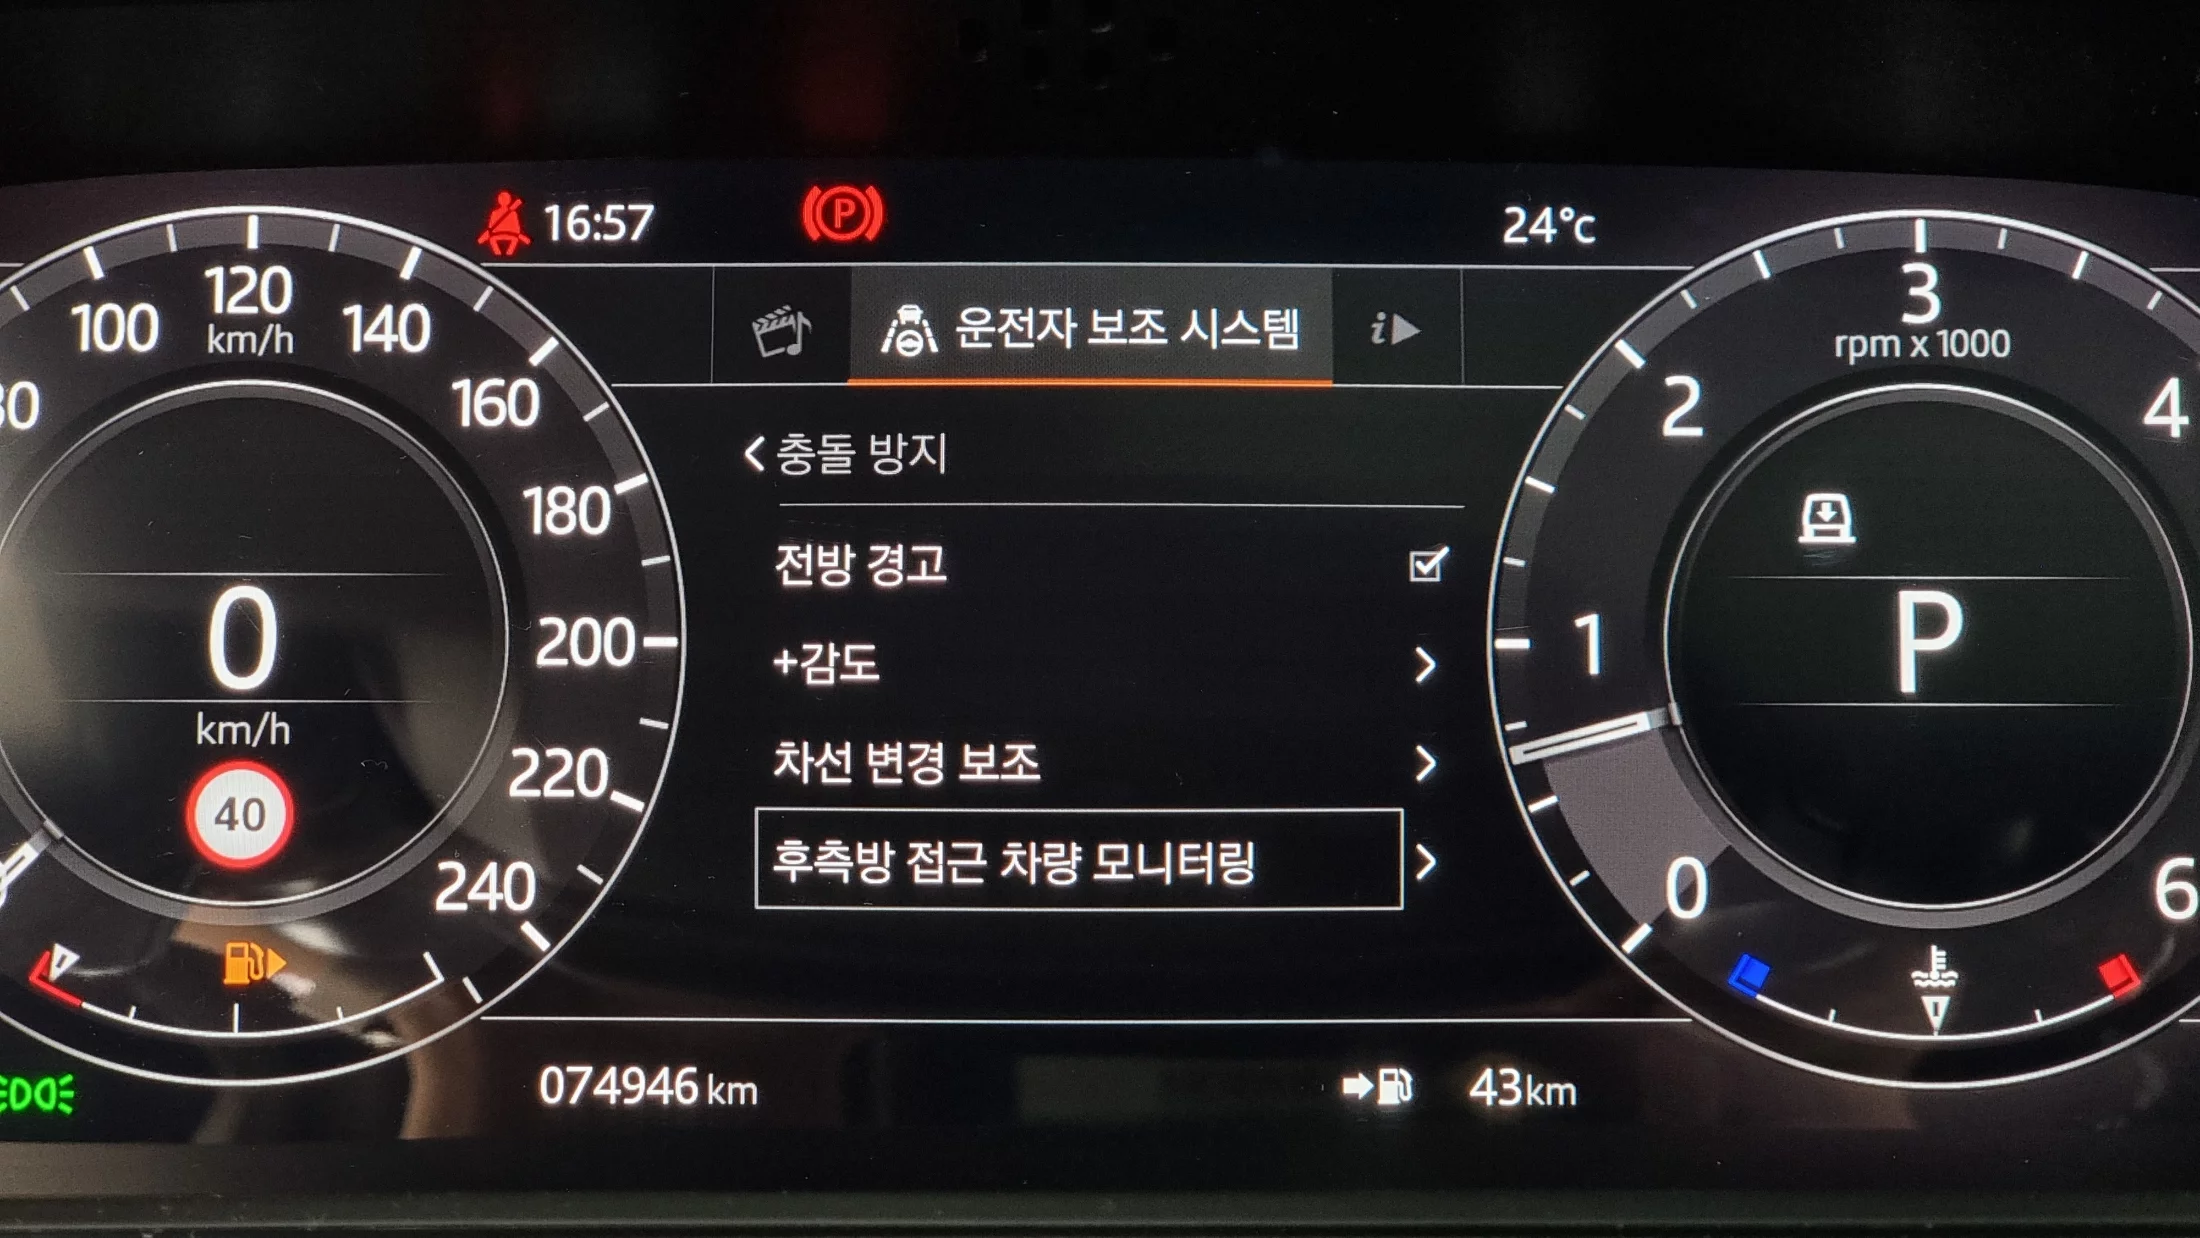 16:57
P
24°c
운전자 보조 시스템
i
100
120
km/h
140
80
160
180
200
220
240
0
km/h
40
충돌 방지
전방 경고
+감도
차선 변경 보조
후측방 접근 차량 모니터링
3
rpm x 1000
2
4
1
P
0
6
074946 km
43km